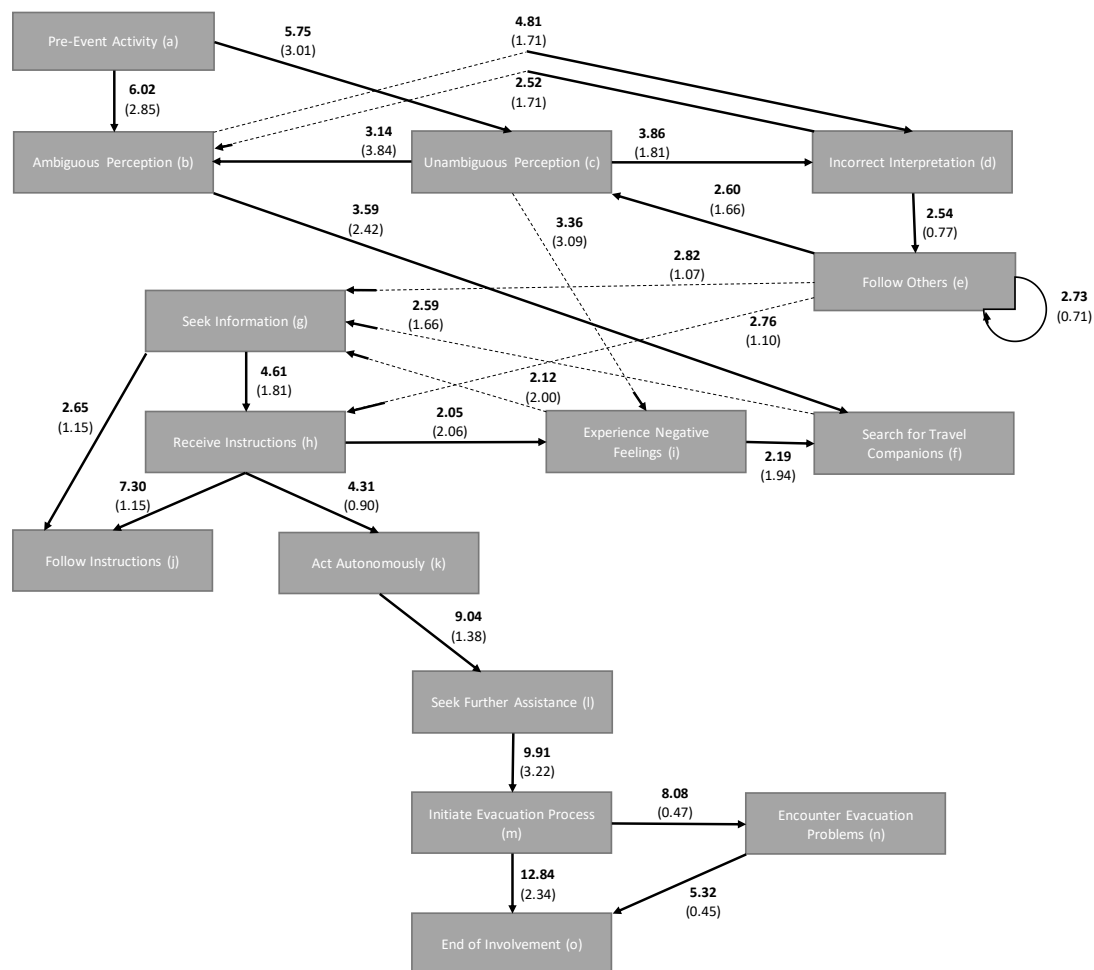 Pre-Event Activity (a)
5.75
(3.01)
4.81
(1.71)
6.02
(2.85)
2.52
(1.71)
Ambiguous Perception (b)
3.14
(3.84)
Unambiguous Perception (c)
3.86
(1.81)
Incorrect Interpretation (d)
3.59
(2.42)
3.36
(3.09)
2.60
(1.66)
2.54
(0.77)
2.82
(1.07)
Follow Others (e)
2.73
(0.71)
Seek Information (g)
2.59
(1.66)
2.76
(1.10)
4.61
(1.81)
2.12
(2.00)
2.65
(1.15)
Receive Instructions (h)
2.05
(2.06)
Experience Negative
Feelings (i)
2.19
(1.94)
Search for Travel
Companions (f)
7.30
(1.15)
4.31
(0.90)
Follow Instructions (j)
Act Autonomously (k)
9.04
(1.38)
Seek Further Assistance (l)
9.91
(3.22)
Initiate Evacuation Process
(m)
8.08
(0.47)
Encounter Evacuation
Problems (n)
12.84
(2.34)
5.32
(0.45)
End of Involvement (o)